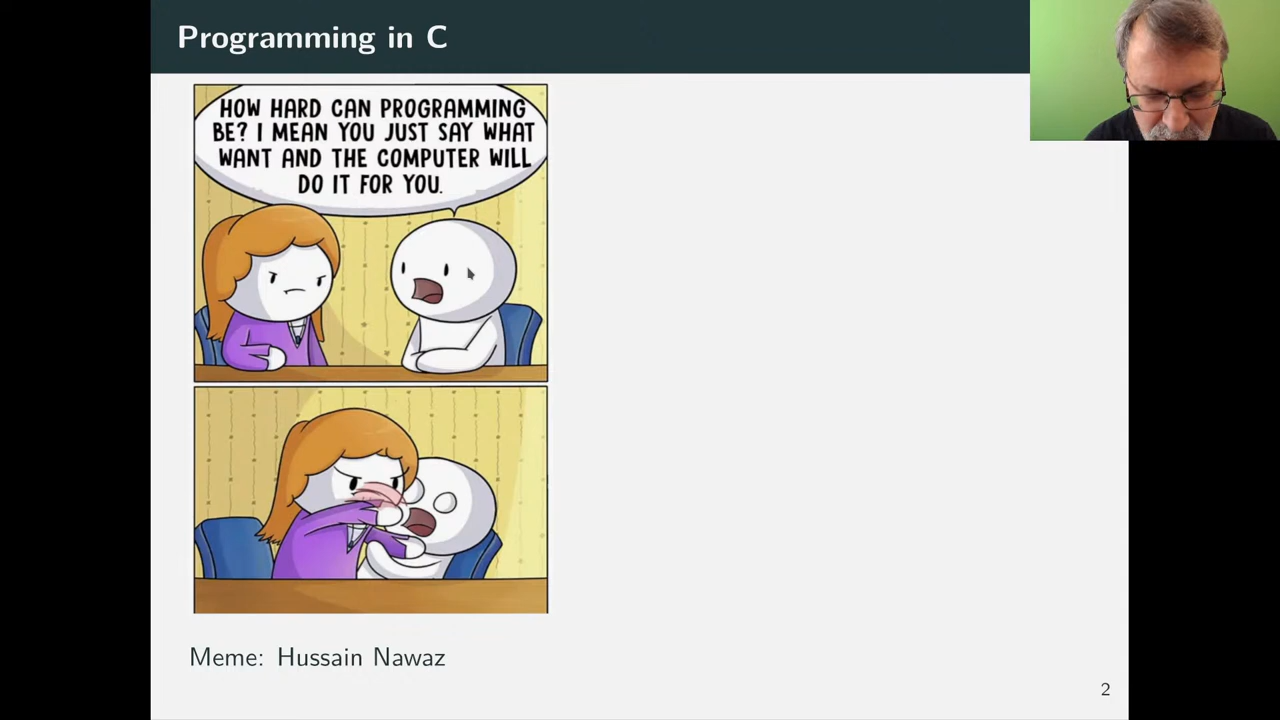 Programming in C
HOW HARD CAN PROGRAMMING
BE? I MEAN YOU JUST SAY WHAT
WANT AND THE COMPUTER WILL
DO IT FOR YOU.
Meme: Hussain Nawaz
2